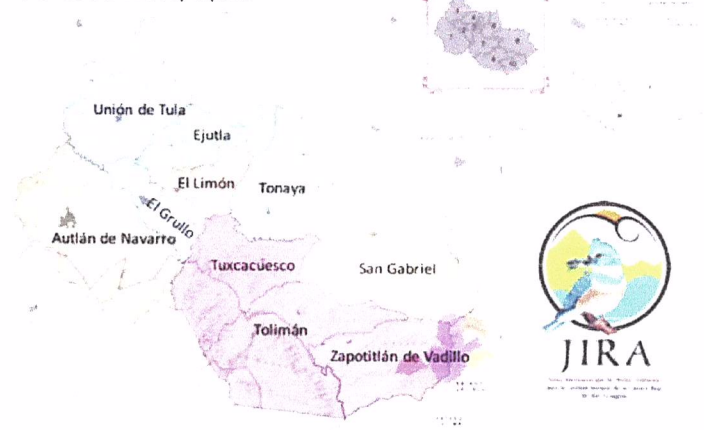 Unión de Tula
Ejutla
El Limón
Tonaya
El Grullo
Autlán de Navarro
Tuxcacuesco
San Gabriel
Tolimán
Zapotitlán de Vadillo
JIRA